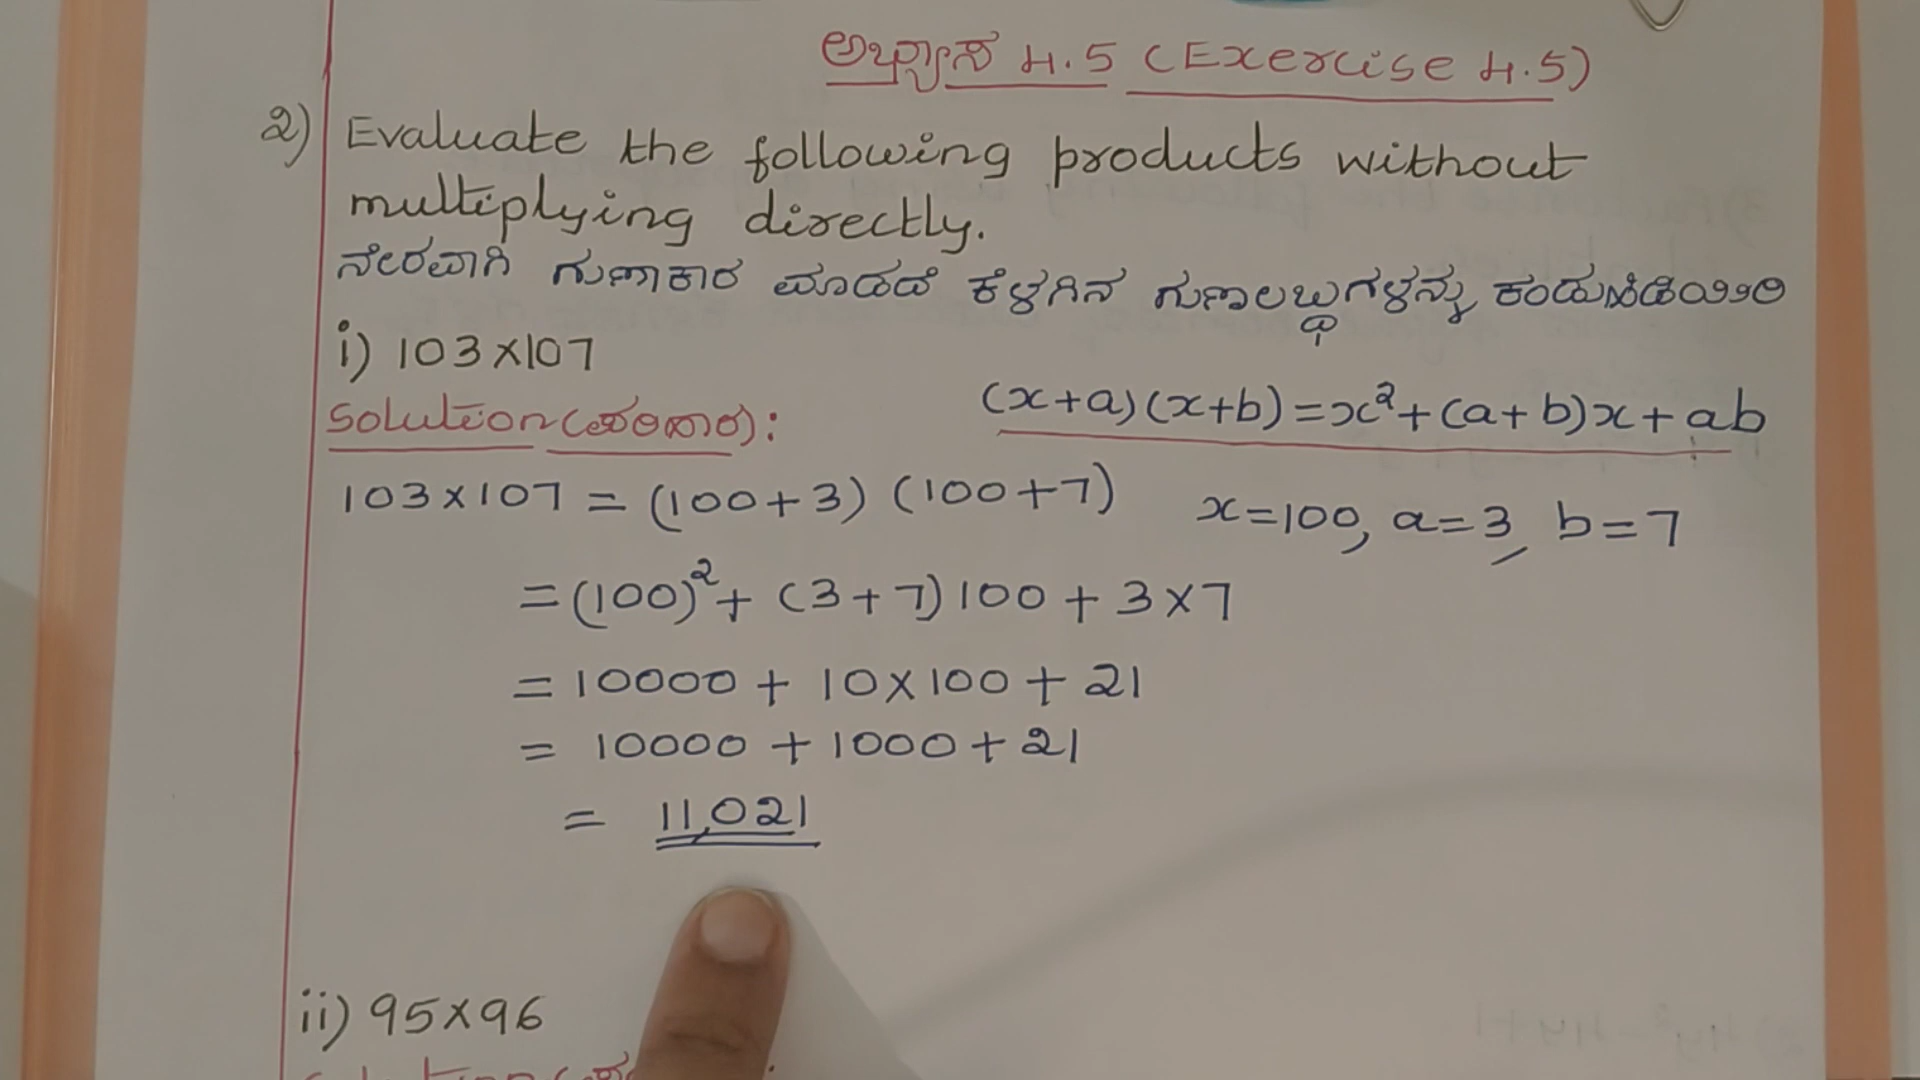 ಅಭ್ಯಾಸ 4.5 (Exercise 4.5)
2) Evaluate the following products without
multiplying directly.
ನೇರವಾಗಿ ಗುಣಾಕಾರ ಮಾಡದೆ ಕೆಳಗಿನ ಗುಣಲಬ್ಧಗಳನ್ನು ಕಂಡುಹಿಡಿಯಿರಿ
i) 103×107
Solution (ಪರಿಹಾರ):
(x+a)(x+b)=x²+(a+b)x+ab
103×107 = (100+3) (100+7)
x=100, a=3, b=7
=(100)²+ (3+7)100 + 3×7
= 10000 + 10×100 + 21
= 10000 + 1000 + 21
= 11,021
ii) 95×96